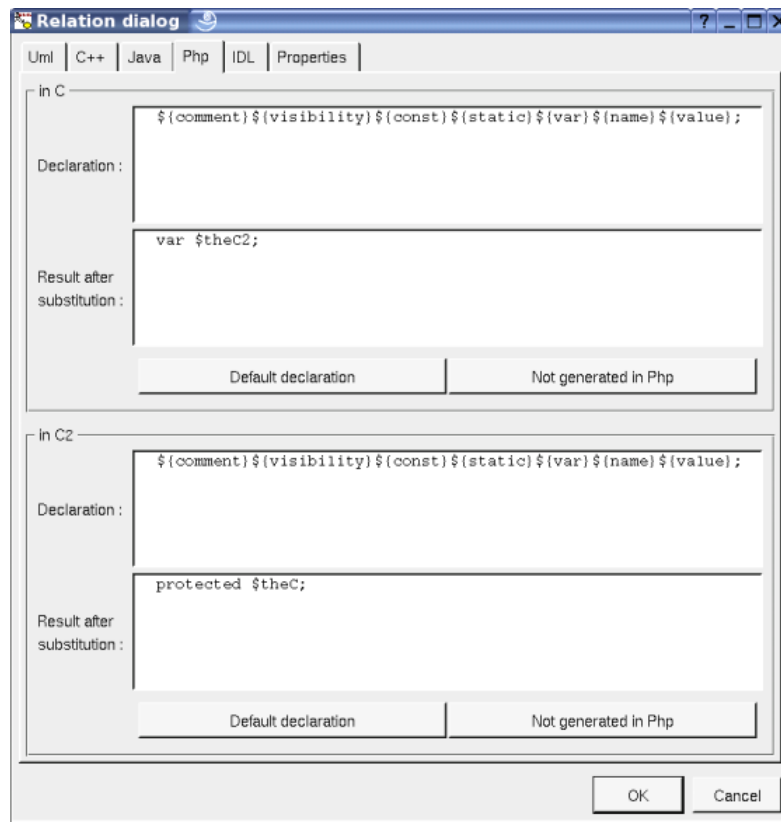 Relation dialog
Uml C++ Java Php IDL Properties
in C
Declaration :
${comment}${visibility}${const}${static}${var}${name}${value};
Result after
substitution :
var $theC2;
Default declaration Not generated in Php
in C2
Declaration :
${comment}${visibility}${const}${static}${var}${name}${value};
Result after
substitution :
protected $theC;
Default declaration Not generated in Php
OK Cancel